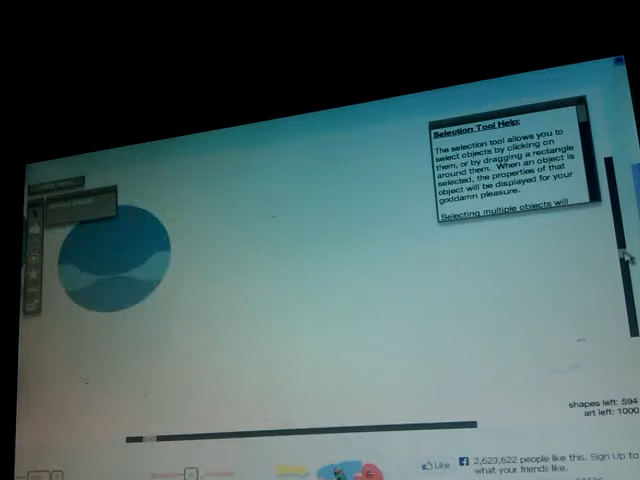 Selection Tool Help:
The selection tool allows you to
select objects by clicking on
them, or by dragging a rectangle
around them. When an object is
selected, the properties of that
object will be displayed for your
goddamn pleasure.
Selecting multiple objects will
shapes left: 594
art left: 1000
Like
2,623,622 people like this. Sign Up to
what your friends like.